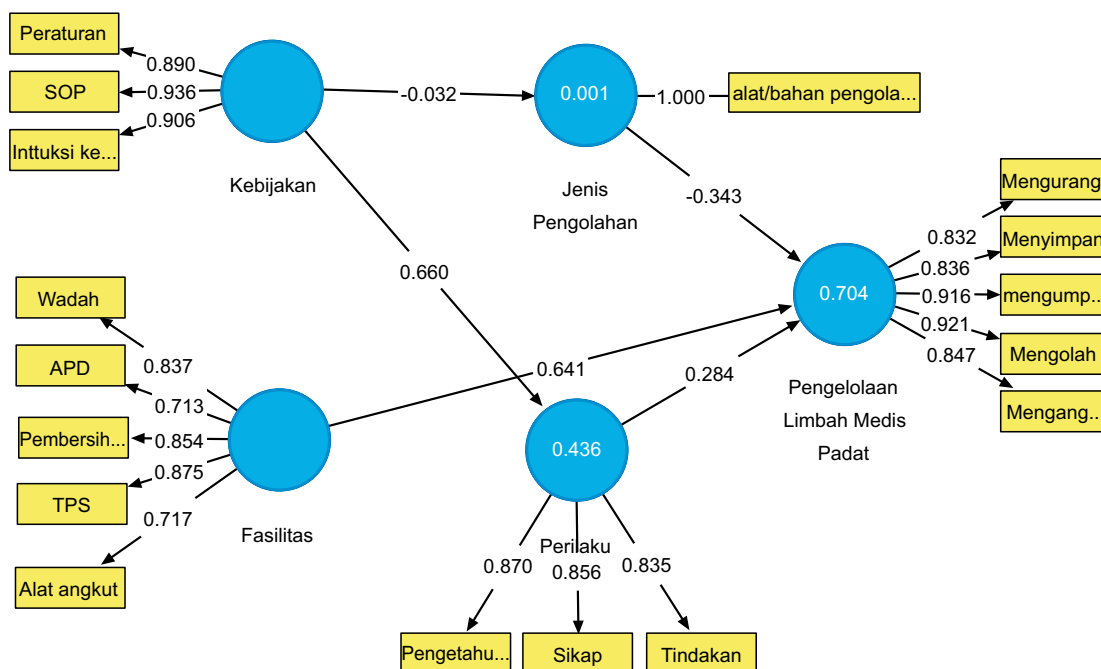 Peraturan
0.890
SOP
0.936
0.906
Inttuksi ke...
Kebijakan
-0.032
0.001
Jenis
Pengolahan
1.000
alat/bahan pengola...
-0.343
0.660
Wadah
0.837
APD
0.713
Pembersih...
0.854
0.875
TPS
0.717
Alat angkut
Fasilitas
0.641
0.284
0.436
Perilaku
0.870
0.856
0.835
Pengetahu...
Sikap
Tindakan
0.704
Pengelolaan
Limbah Medis
Padat
0.832
0.836
0.916
0.921
0.847
Mengurang
Menyimpan
mengump..
Mengolah
Mengang..